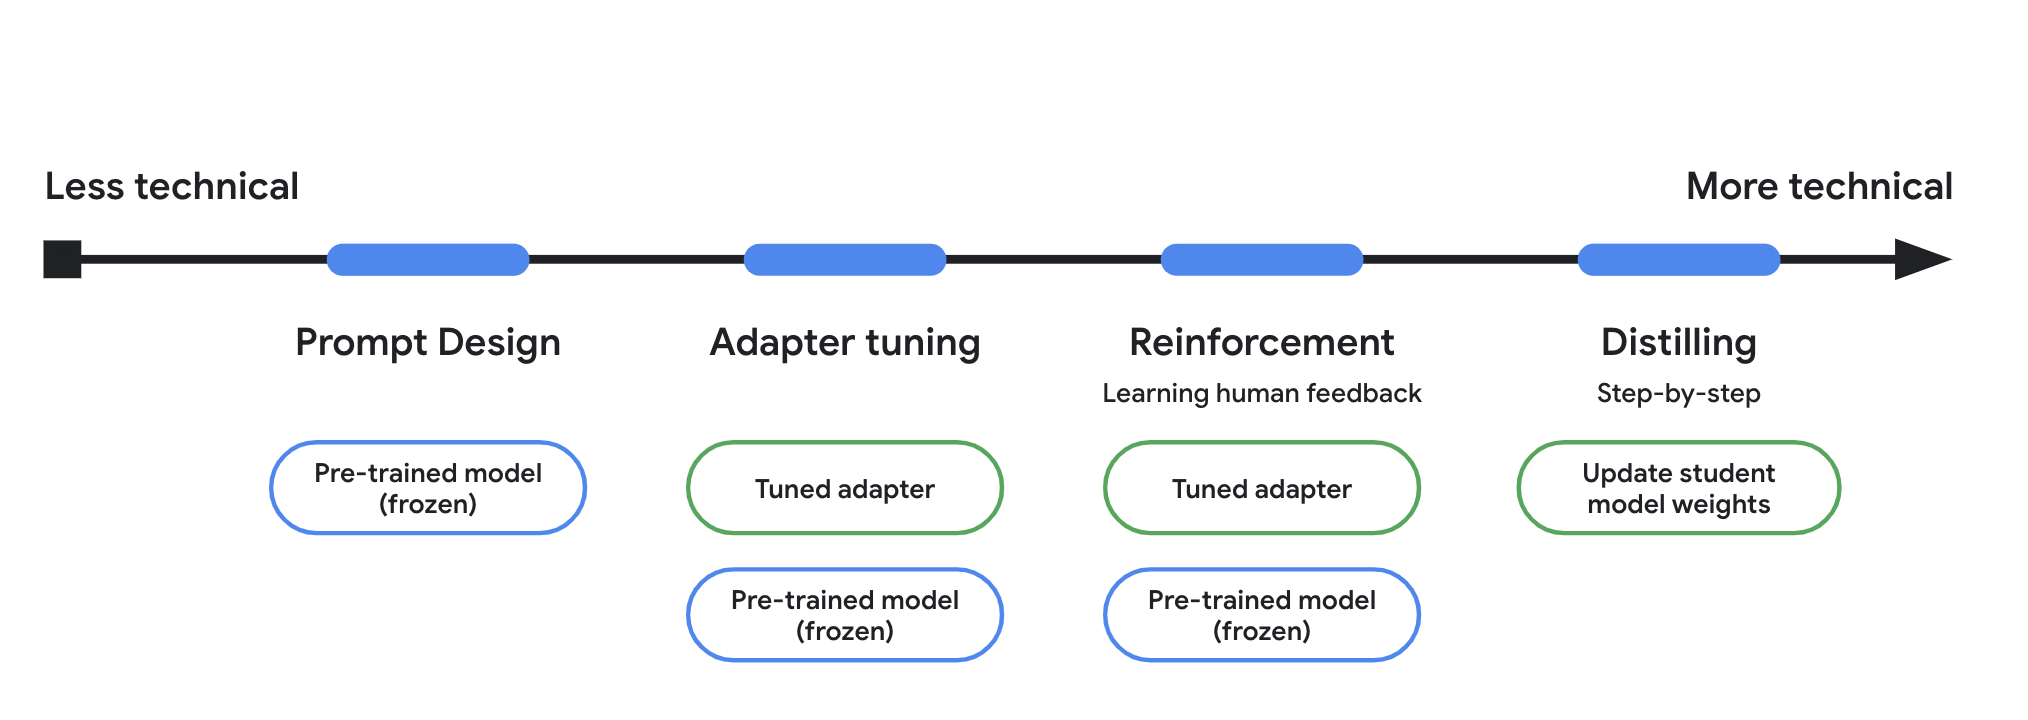 Less technical
More technical
Prompt Design
Adapter tuning
Reinforcement
Learning human feedback
Distilling
Step-by-step
Pre-trained model
(frozen)
Tuned adapter
Tuned adapter
Update student
model weights
Pre-trained model
(frozen)
Pre-trained model
(frozen)